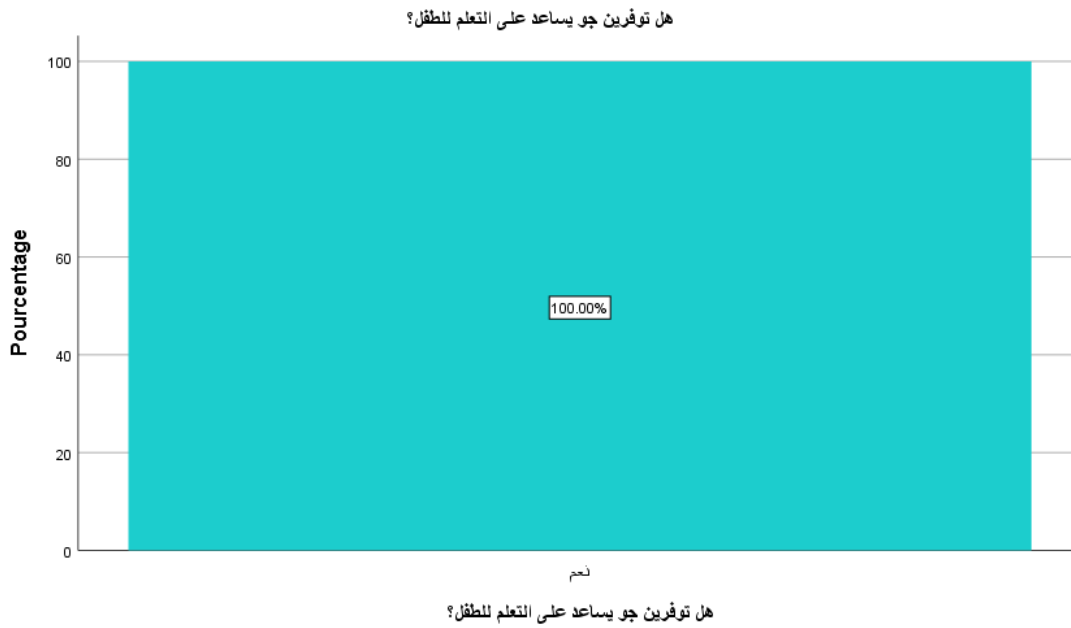 هل توفرين جو يساعد على التعلم للطفل؟
100
80
60
40
20
0
Pourcentage
100.00%
نعم
هل توفرين جو يساعد على التعلم للطفل؟